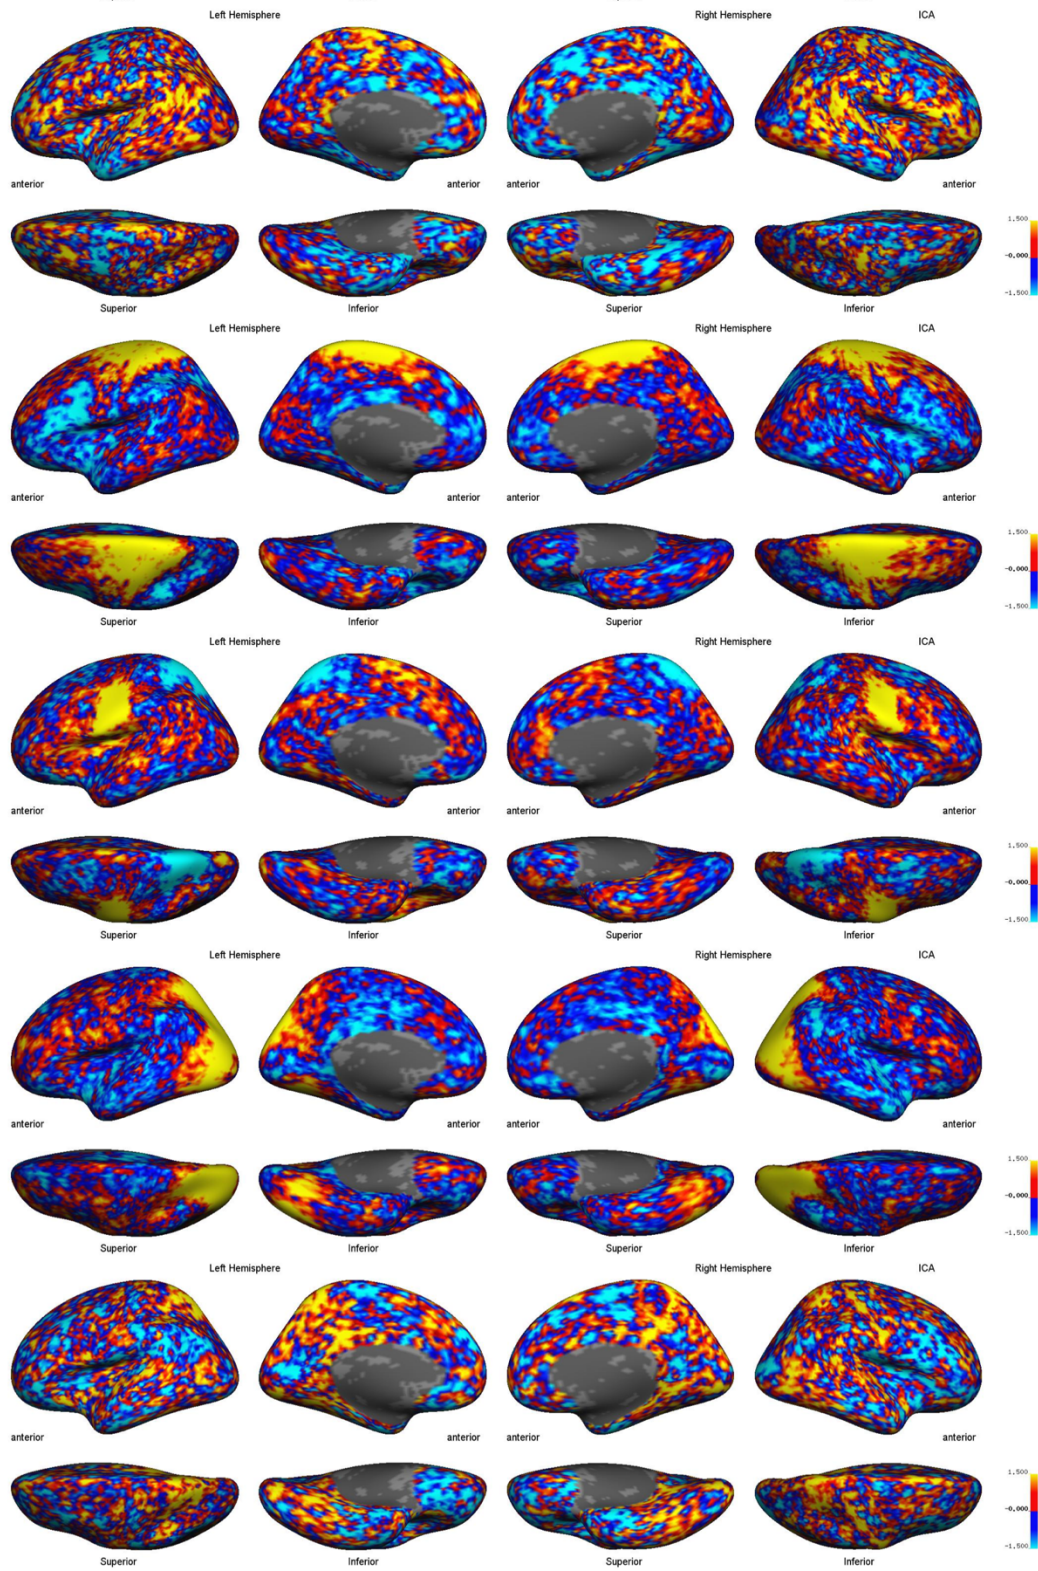 Left Hemisphere Right Hemisphere ICA
anterior anterior anterior anterior
1.500
-0.000
-1.500
Superior Inferior Superior Inferior
Left Hemisphere Right Hemisphere ICA
anterior anterior anterior anterior
1.500
-0.000
-1.500
Superior Inferior Superior Inferior
Left Hemisphere Right Hemisphere ICA
anterior anterior anterior anterior
1.500
-0.000
-1.500
Superior Inferior Superior Inferior
Left Hemisphere Right Hemisphere ICA
anterior anterior anterior anterior
1.500
-0.000
-1.500
Superior Inferior Superior Inferior
Left Hemisphere Right Hemisphere ICA
anterior anterior anterior anterior
1.500
-0.000
-1.500
Superior Inferior Superior Inferior